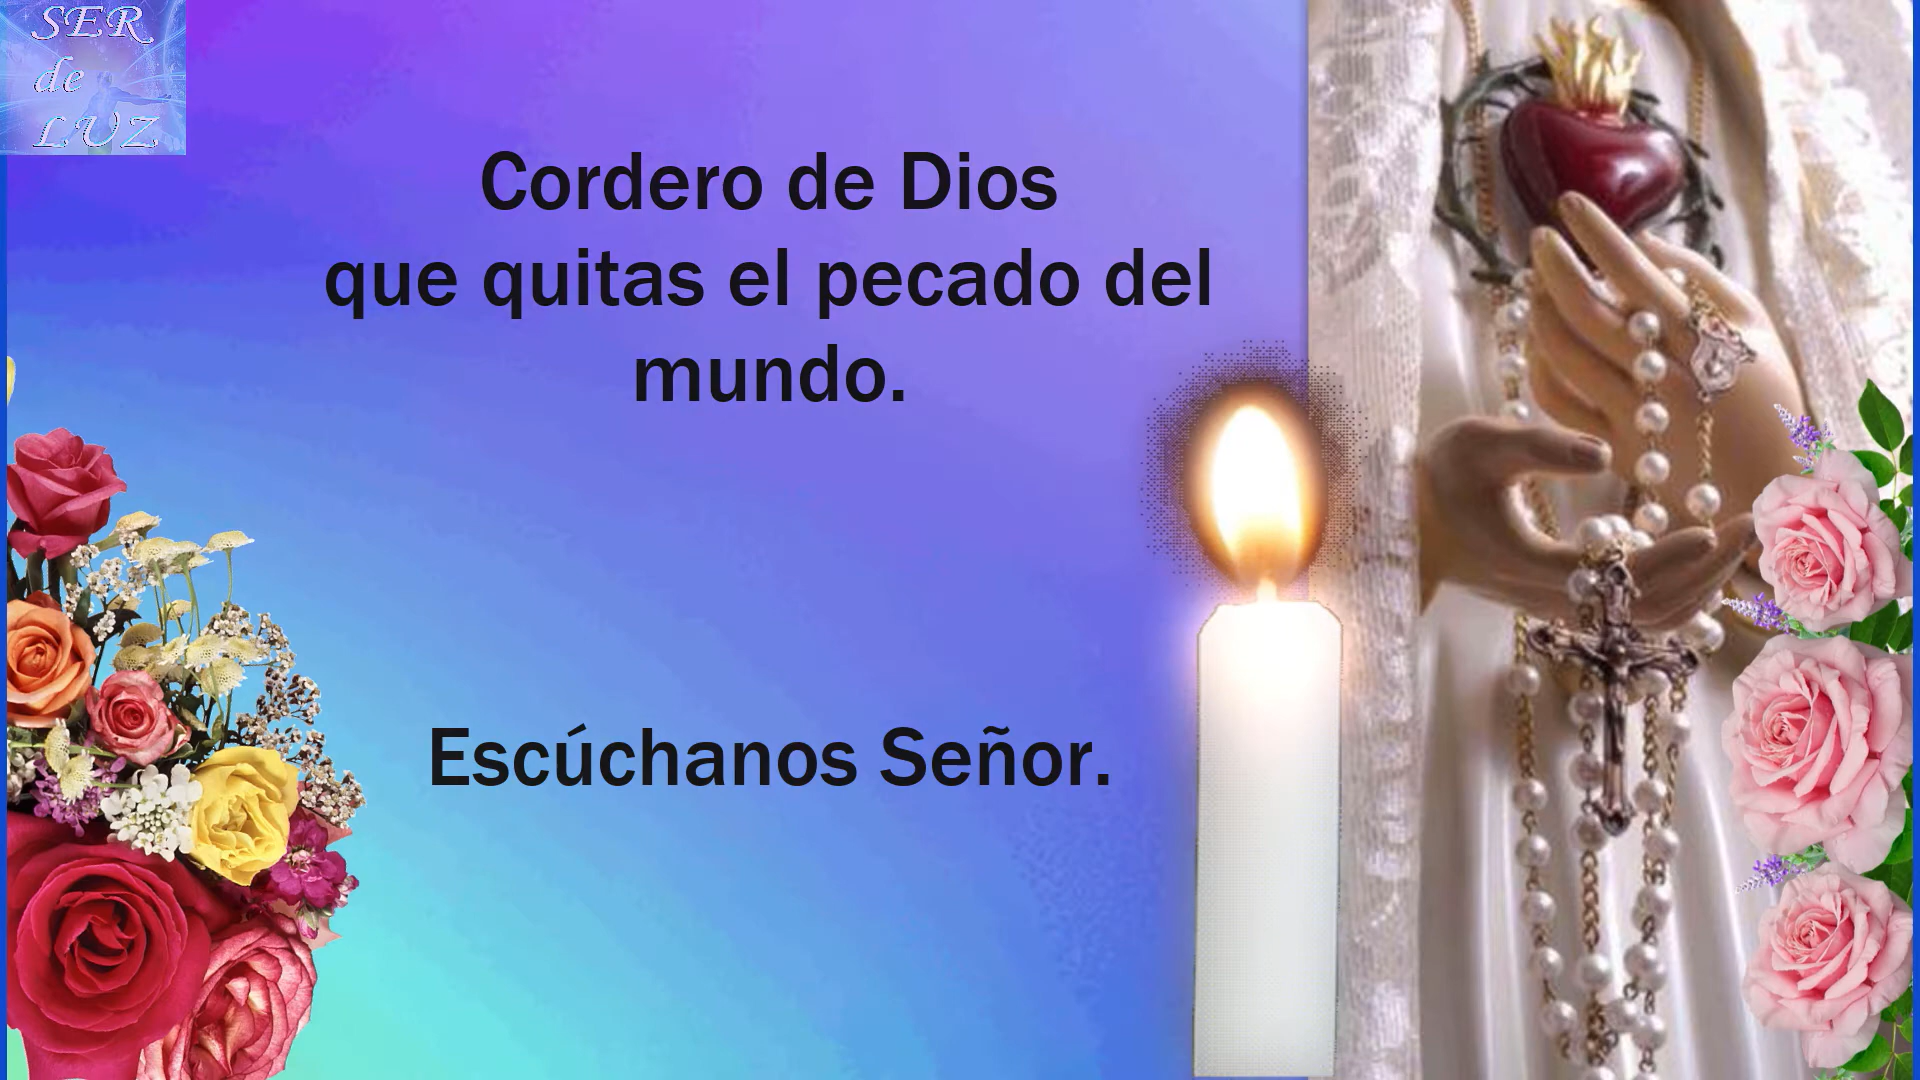 SER
de
LUZ
Cordero de Dios
que quitas el pecado del
mundo.
Escúchanos Señor.